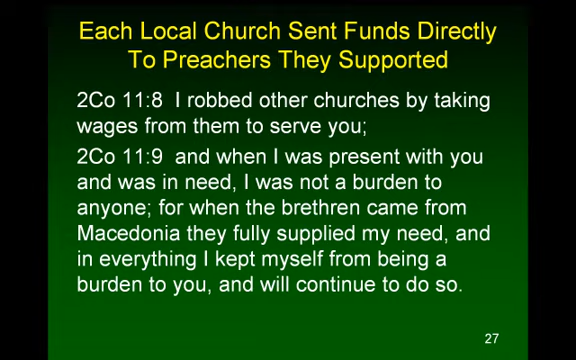 Each Local Church Sent Funds Directly
To Preachers They Supported
2Co 11:8 I robbed other churches by taking
wages from them to serve you;
2Co 11:9 and when I was present with you
and was in need, I was not a burden to
anyone; for when the brethren came from
Macedonia they fully supplied my need, and
in everything I kept myself from being a
burden to you, and will continue to do so.
27